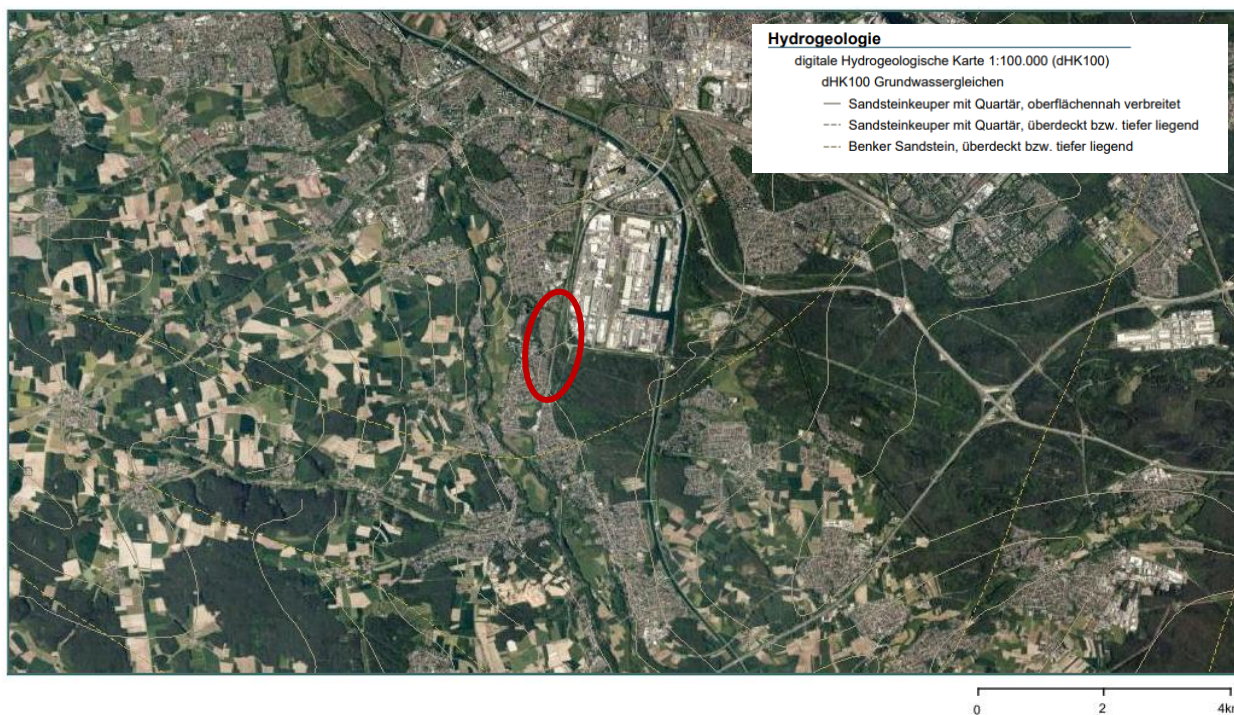 Hydrogeologie
digitale Hydrogeologische Karte 1:100.000 (dHK100)
dHK100 Grundwassergleichen
Sandsteinkeuper mit Quartär, oberflächennah verbreitet
Sandsteinkeuper mit Quartär, überdeckt bzw. tiefer liegend
Benker Sandstein, überdeckt bzw. tiefer liegend
0 2 4km